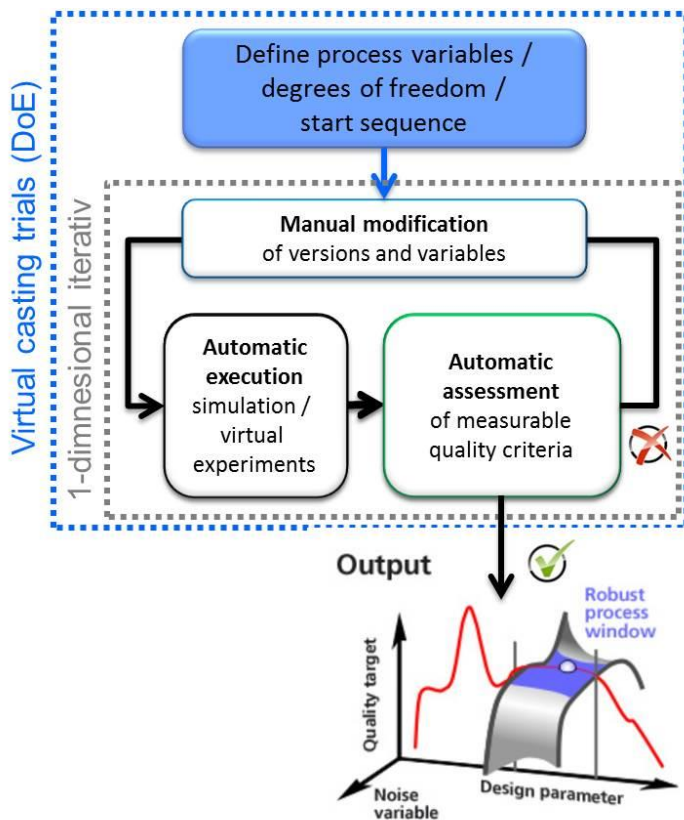 Virtual casting trials (DoE)
1-dimnesional iterativ
Define process variables /
degrees of freedom /
start sequence
Manual modification
of versions and variables
Automatic
execution
simulation /
virtual
experiments
Automatic
assessment
of measurable
quality criteria
Output
Robust
process
window
Quality target
Noise
variable
Design parameter